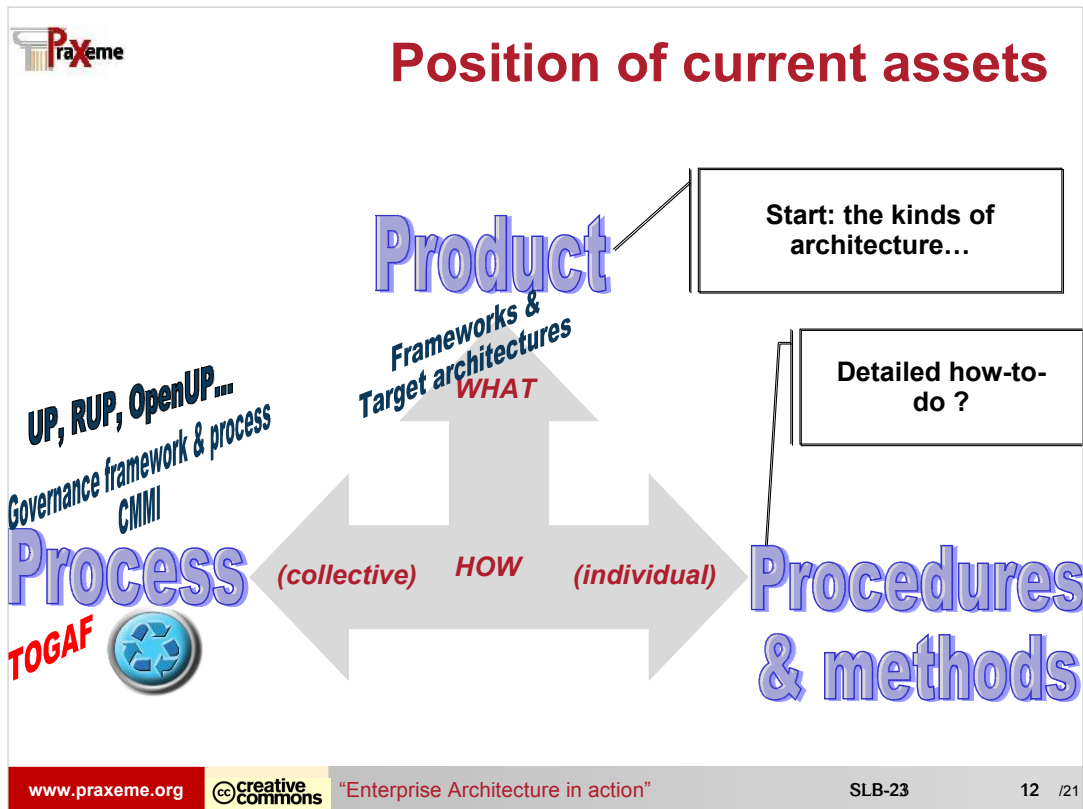 PraXeme
Position of current assets
Start: the kinds of
architecture…
Product
Frameworks &
Target architectures
WHAT
Detailed how-to-
do ?
UP, RUP, OpenUP...
Governance framework & process
CMMI
Process
(collective)
HOW
(individual)
Procedures
& methods
TOGAF
www.praxeme.org
cc creative
commons
“Enterprise Architecture in action”
SLB-23
12 /21